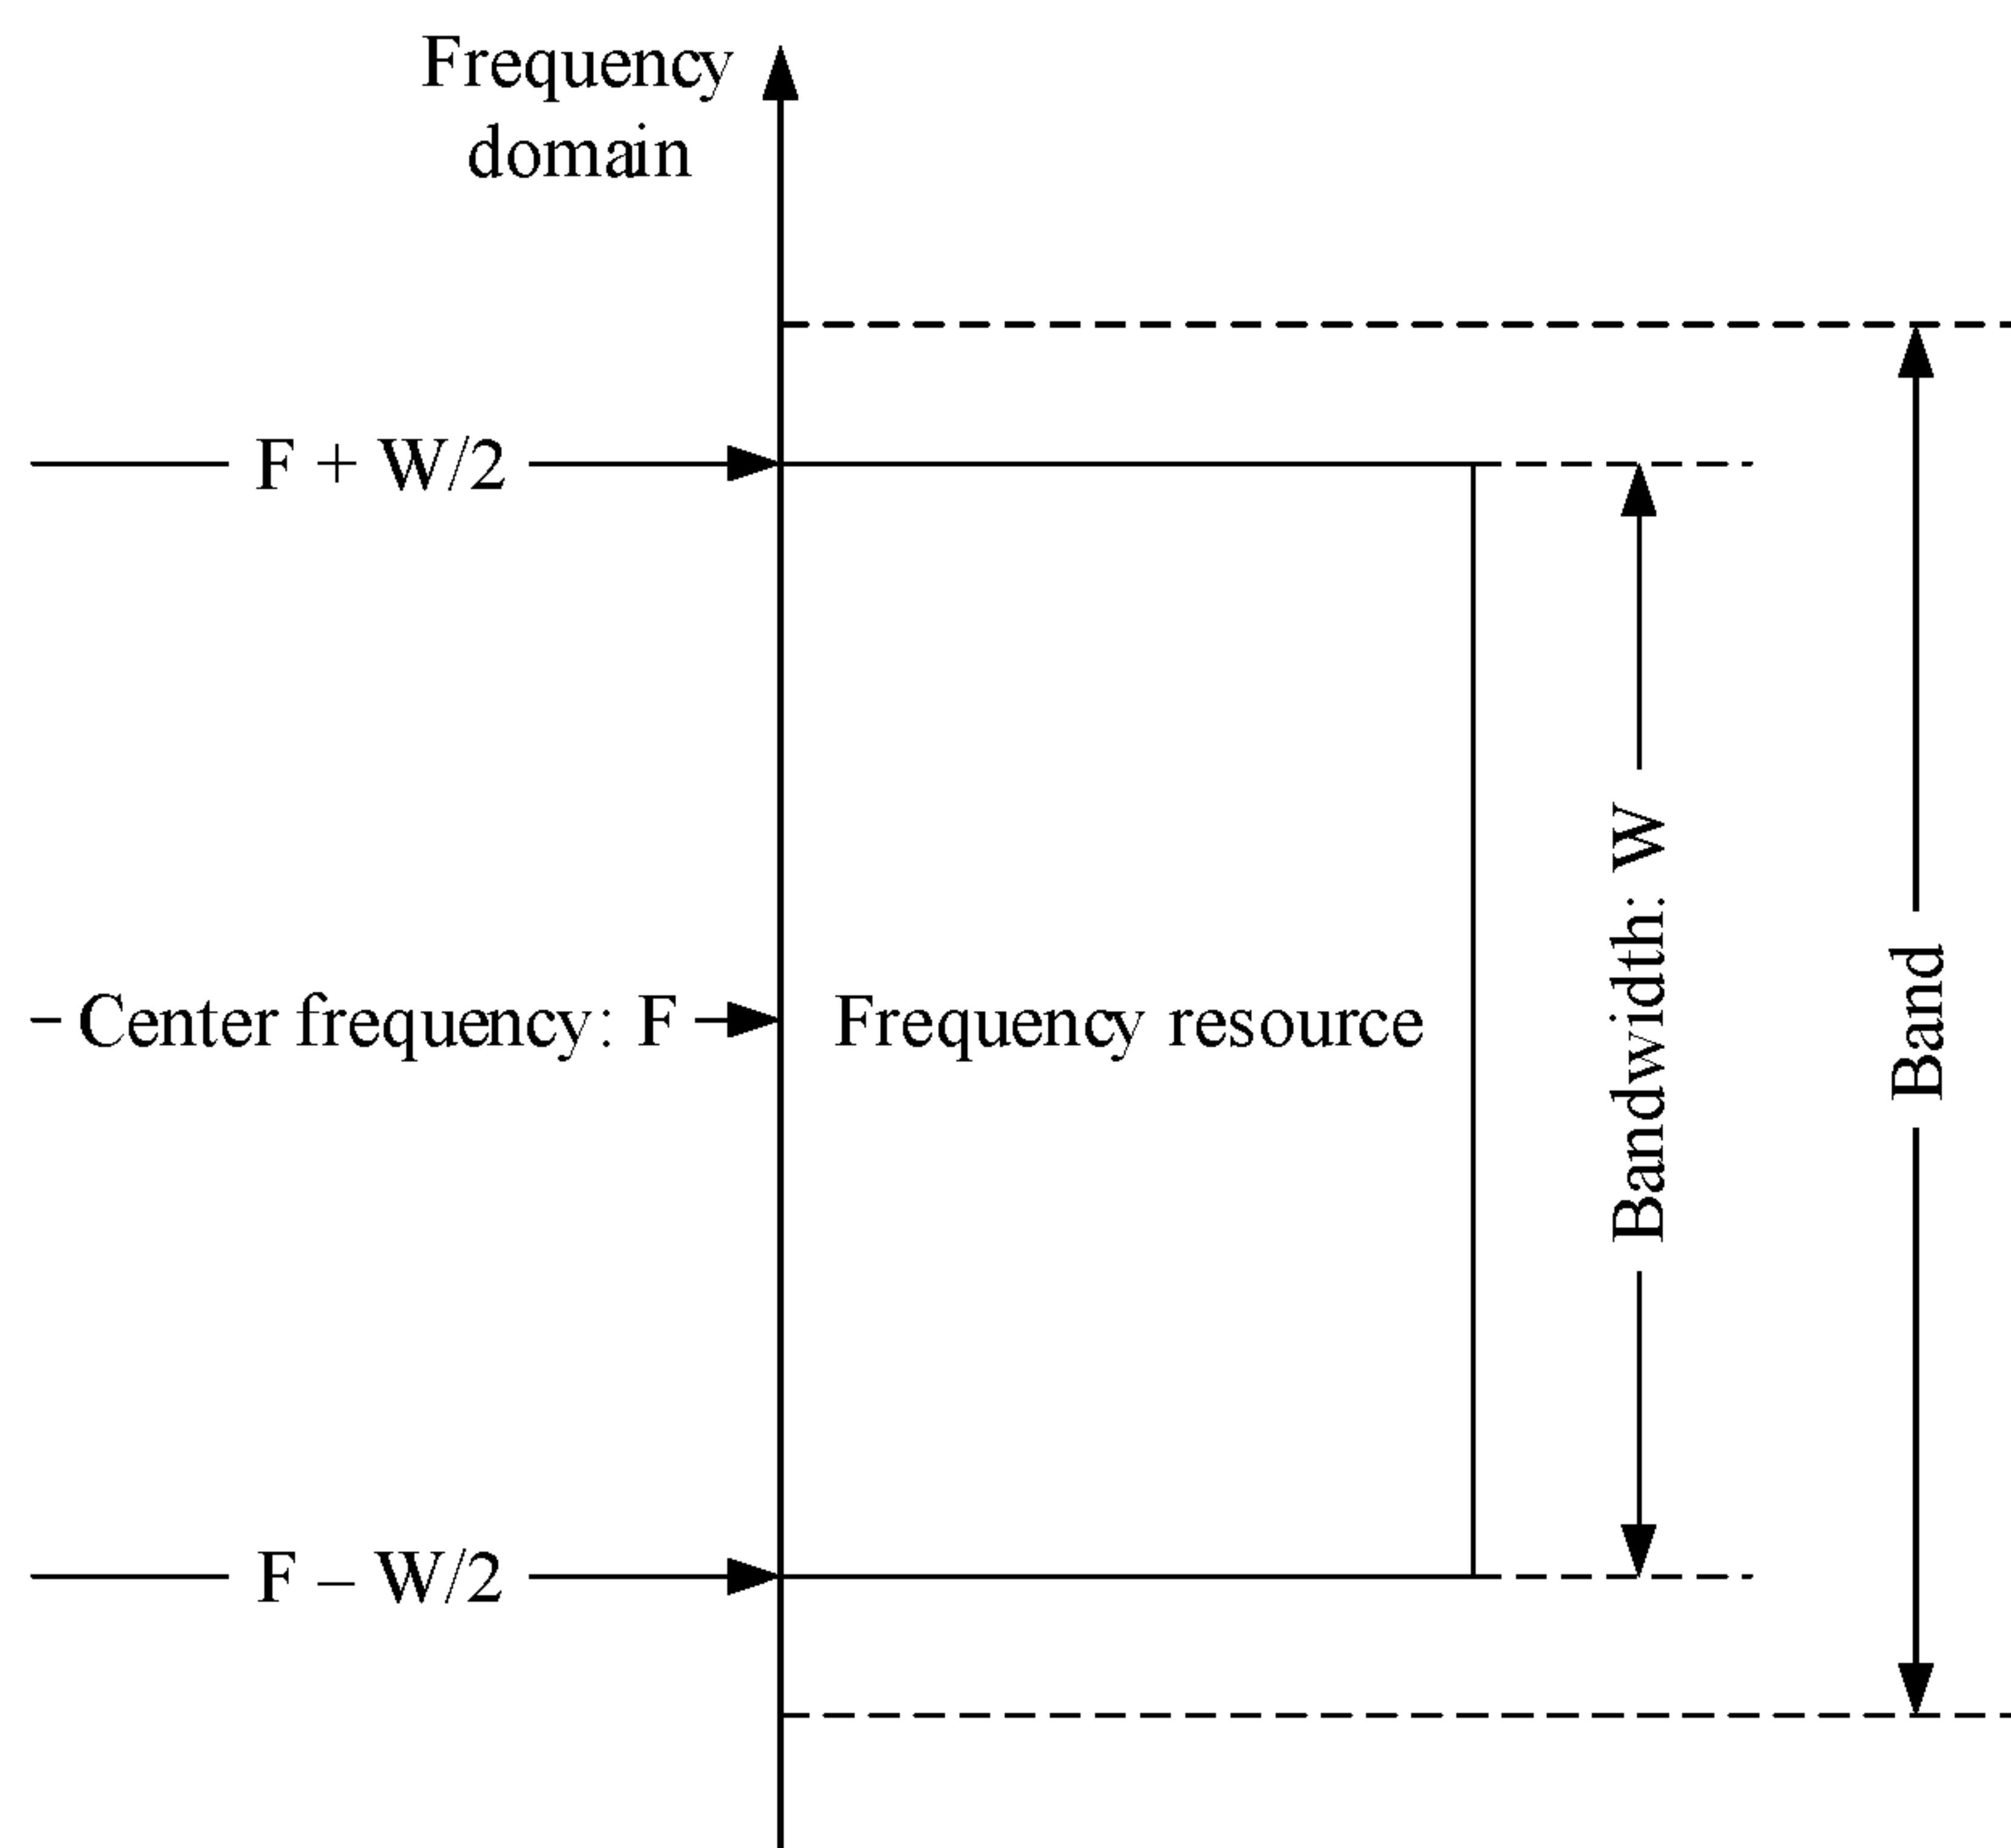 Frequency
domain
F + W/2
Center frequency: F
Frequency resource
Bandwidth: W
Band
F – W/2